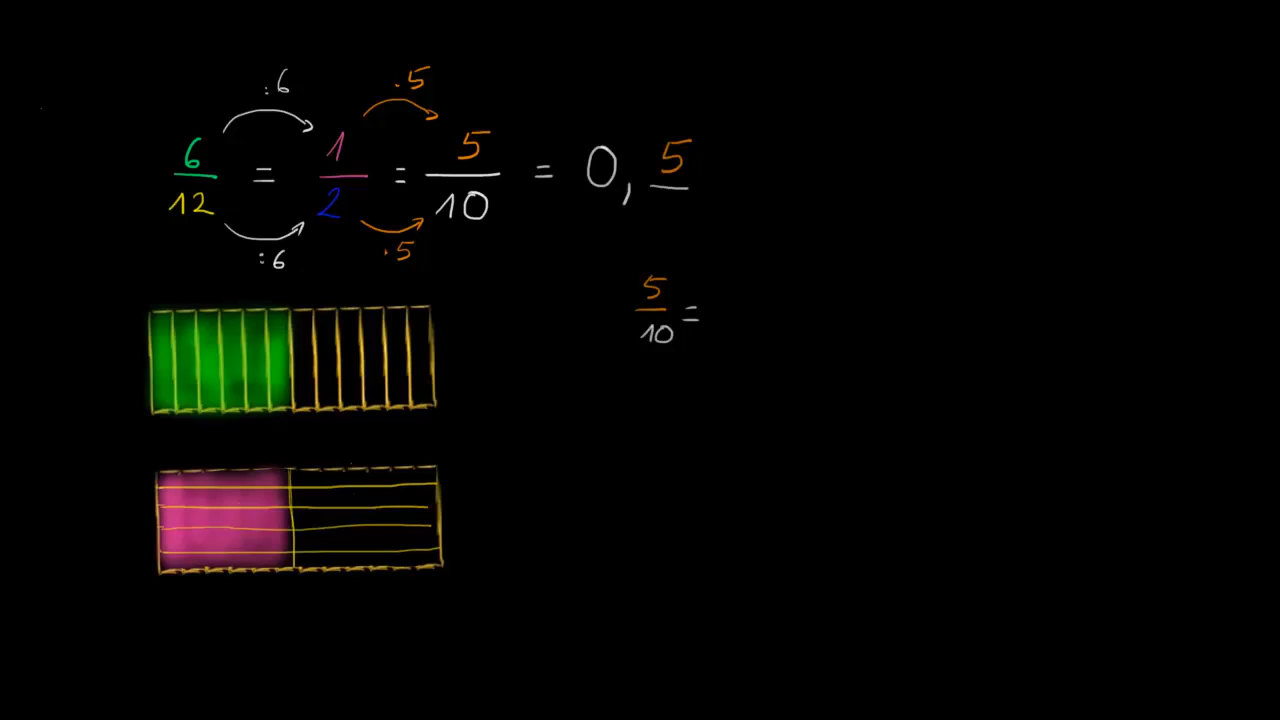 :6 .5
6/12 = 1/2 = 5/10 = 0,5
:6 .5
5/10 =